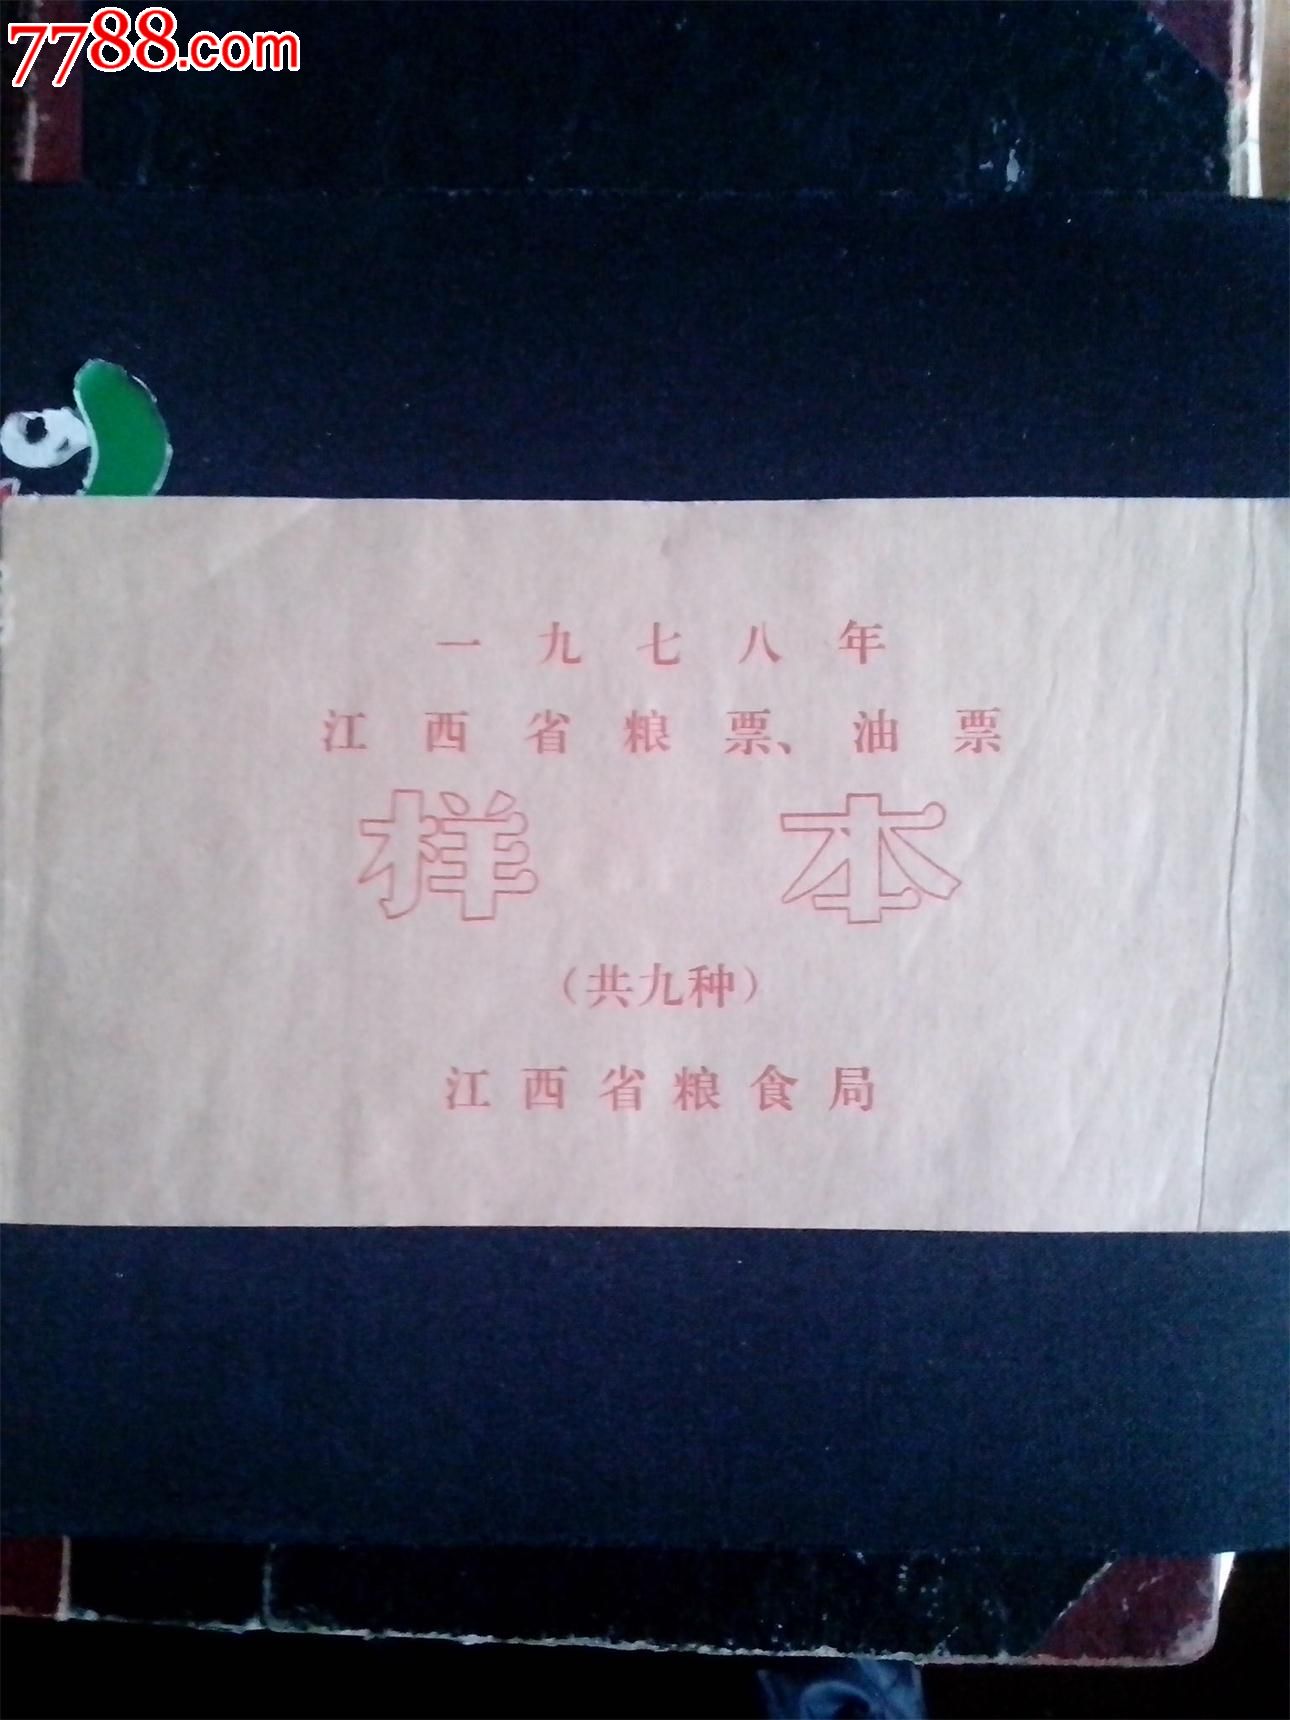 7788.com
一九七八年
江西省粮票、油票
样本
（共九种）
江西省粮食局